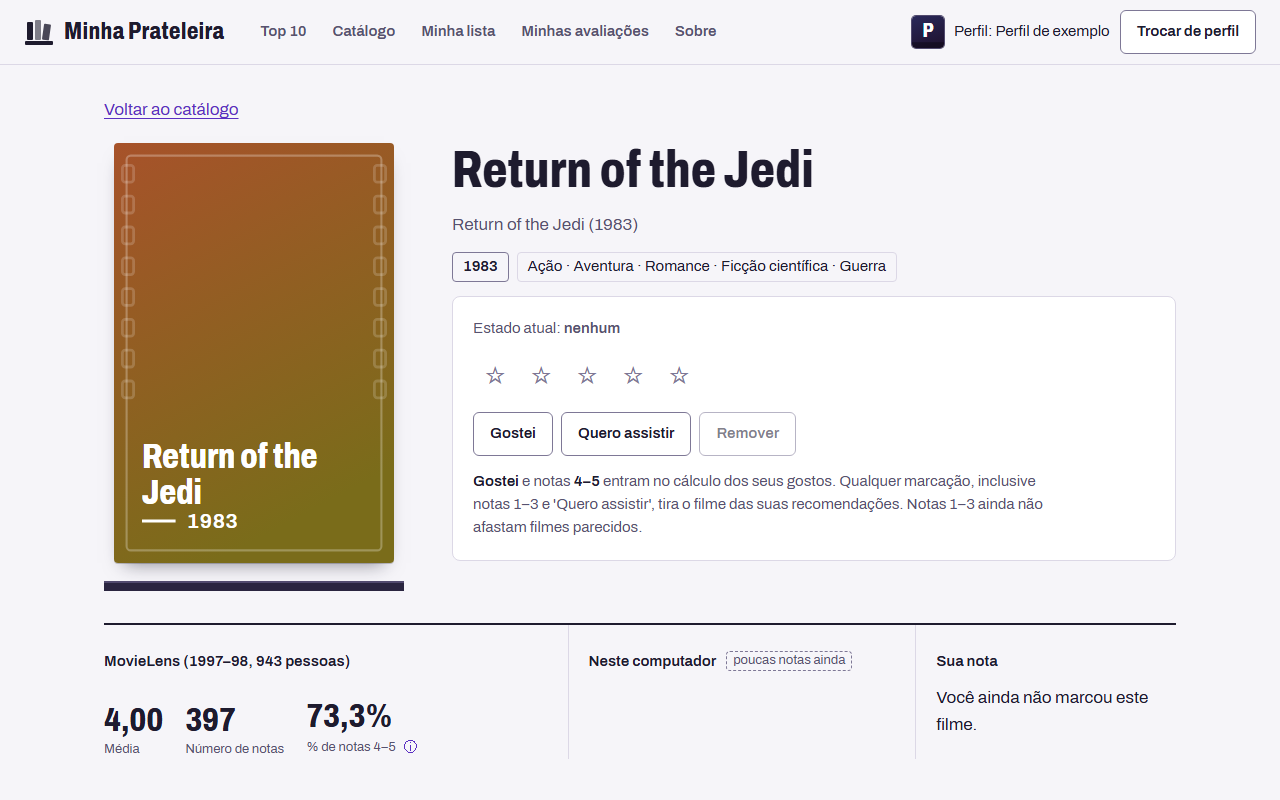 Minha Prateleira
Top 10
Catálogo
Minha lista
Minhas avaliações
Sobre
P
Perfil: Perfil de exemplo
Trocar de perfil
Voltar ao catálogo
Return of the
Jedi
1983
Return of the Jedi
Return of the Jedi (1983)
1983
Ação · Aventura · Romance · Ficção científica · Guerra
Estado atual: nenhum
Gostei
Quero assistir
Remover
Gostei e notas 4–5 entram no cálculo dos seus gostos. Qualquer marcação, inclusive
notas 1–3 e 'Quero assistir', tira o filme das suas recomendações. Notas 1–3 ainda não
afastam filmes parecidos.
MovieLens (1997–98, 943 pessoas)
4,00
Média
397
Número de notas
73,3%
% de notas 4–5
Neste computador
poucas notas ainda
Sua nota
Você ainda não marcou este
filme.